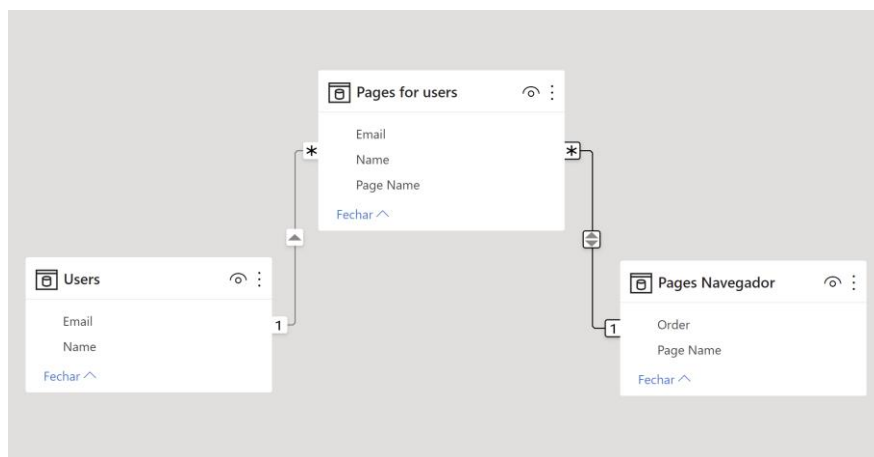 Pages for users
Email
Name
Page Name
Fechar
*
*
Users
Email
Name
Fechar
1
1
Pages Navegador
Order
Page Name
Fechar